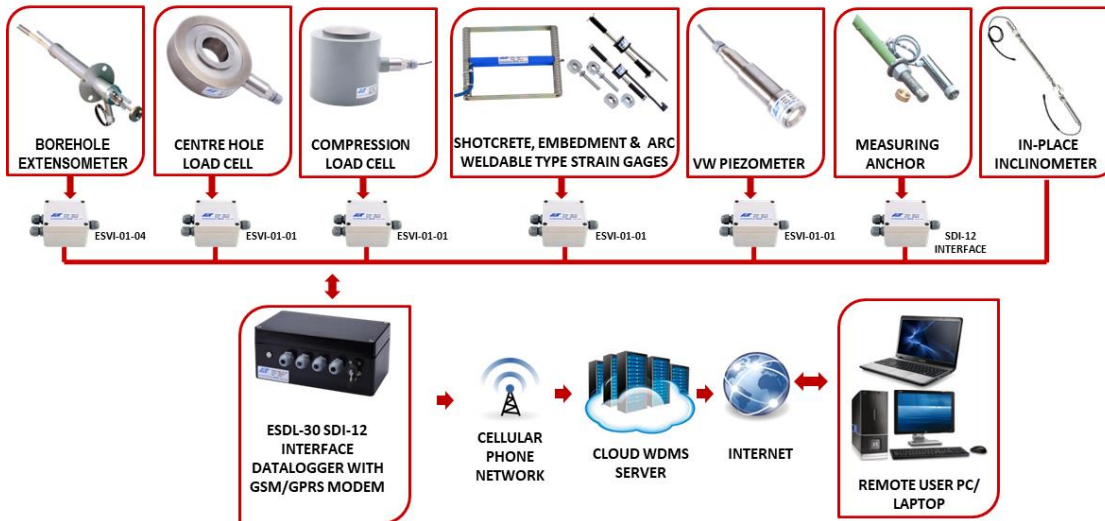 BOREHOLE
EXTENSOMETER
CENTRE HOLE
LOAD CELL
COMPRESSION
LOAD CELL
SHOTCRETE, EMBEDMENT & ARC
WELDABLE TYPE STRAIN GAGES
VW PIEZOMETER
MEASURING
ANCHOR
IN-PLACE
INCLINOMETER
ESVI-01-04
ESVI-01-01
ESVI-01-01
ESVI-01-01
ESVI-01-01
SDI-12
INTERFACE
ESDL-30 SDI-12
INTERFACE
DATALOGGER WITH
GSM/GPRS MODEM
CELLULAR
PHONE
NETWORK
CLOUD WDMS
SERVER
INTERNET
REMOTE USER PC/
LAPTOP